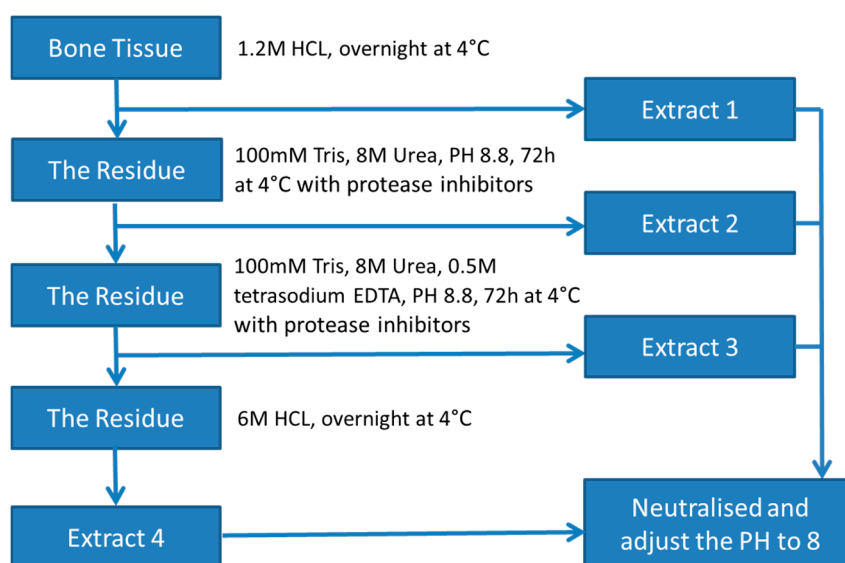 Bone Tissue
1.2M HCL, overnight at 4°C
Extract 1
The Residue
100mM Tris, 8M Urea, PH 8.8, 72h
at 4°C with protease inhibitors
Extract 2
The Residue
100mM Tris, 8M Urea, 0.5M
tetrasodium EDTA, PH 8.8, 72h at 4°C
with protease inhibitors
Extract 3
The Residue
6M HCL, overnight at 4°C
Extract 4
Neutralised and
adjust the PH to 8